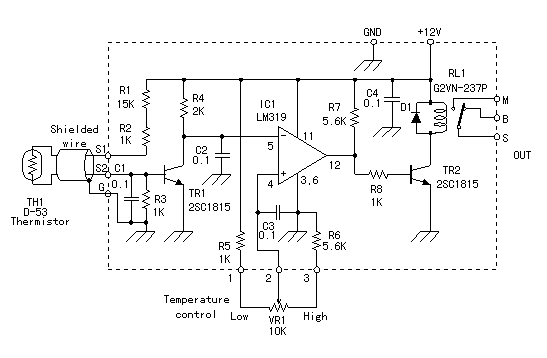 GND
+12V
RL1
G2VN-237P
R1
15K
R4
2K
IC1
LM319
R7
5.6K
C4
0.1
D1
M
B
S
OUT
R2
1K
Shielded
wire
S1
S2
G
C1
0.1
R3
1K
TR1
2SC1815
C2
0.1
5
4
11
12
3,6
R8
1K
TR2
2SC1815
TH1
D-53
Thermistor
C3
0.1
R5
1K
R6
5.6K
1
2
3
Temperature
control
Low
High
VR1
10K
+
-